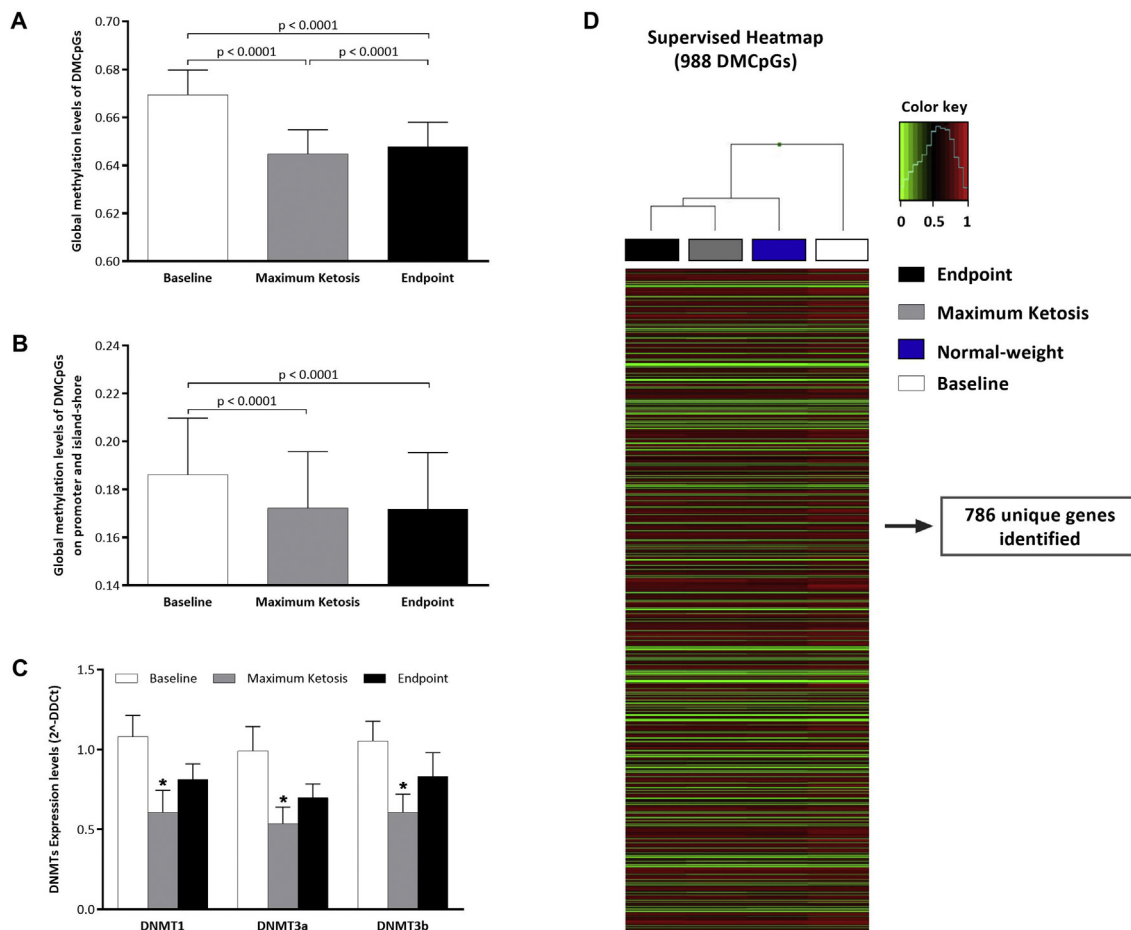 A
Global methylation levels of DMCpGs
0.70
0.68
0.66
0.64
0.62
0.60
p < 0.0001
p < 0.0001
p < 0.0001
Baseline
Maximum Ketosis
Endpoint
B
Global methylation levels of DMCpGs
on promoter and island-shore
0.24
0.22
0.20
0.18
0.16
0.14
p < 0.0001
p < 0.0001
Baseline
Maximum Ketosis
Endpoint
C
DNMTs Expression levels (2^-DDCt)
1.5
1.0
0.5
0.0
Baseline
Maximum Ketosis
Endpoint
*
*
*
DNMT1
DNMT3a
DNMT3b
D
Supervised Heatmap
(988 DMCpGs)
Color key
0 0.5 1
Endpoint
Maximum Ketosis
Normal-weight
Baseline
786 unique genes
identified